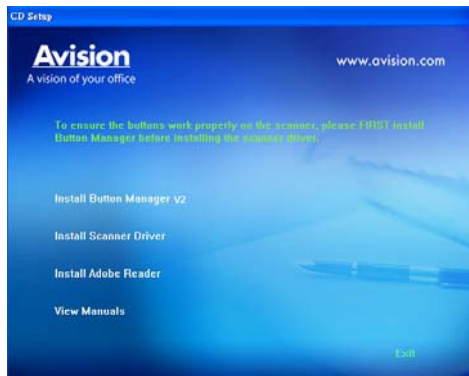 CD Setup
Avision
www.avision.com
A vision of your office
To ensure the buttons work properly on the scanner, please FIRST install
Button Manager before installing the scanner driver.
Install Button Manager V2
Install Scanner Driver
Install Adobe Reader
View Manuals
Exit